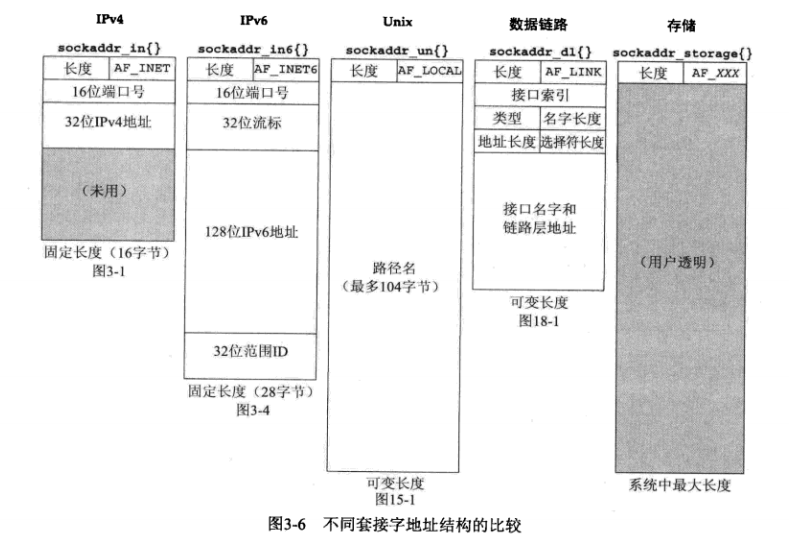 IPv4
IPv6
Unix
数据链路
存储
sockaddr_in{}
sockaddr_in6{}
sockaddr_un{}
sockaddr_dl{}
sockaddr_storage{}
长度 AF_INET
长度 AF_INET6
长度 AF_LOCAL
长度 AF_LINK
长度 AF_XXX
16位端口号
16位端口号
接口索引
32位IPv4地址
32位流标
类型 名字长度
地址长度 选择符长度
(未用)
128位IPv6地址
接口名字和
链路层地址
固定长度(16字节)
图3-1
路径名
(最多104字节)
(用户透明)
可变长度
图18-1
32位范围ID
固定长度(28字节)
图3-4
可变长度
图15-1
系统中最大长度
图3-6 不同套接字地址结构的比较